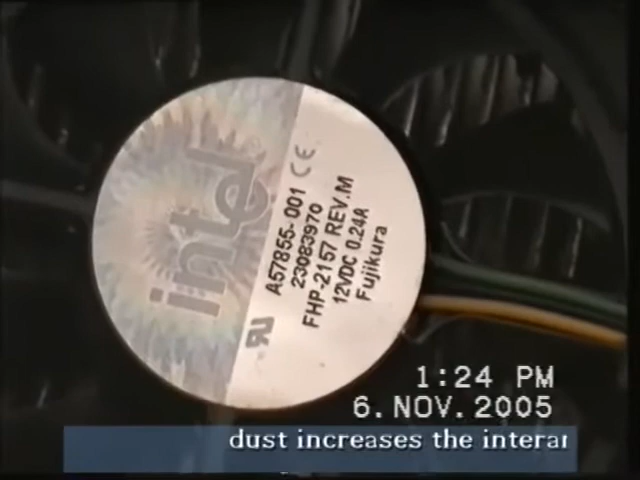 intel
CE
A57855-001
23083970
FHP-2157 REV.M
12VDC 0.24A
Fujikura
1:24 PM
6.NOV.2005
dust increases the interar